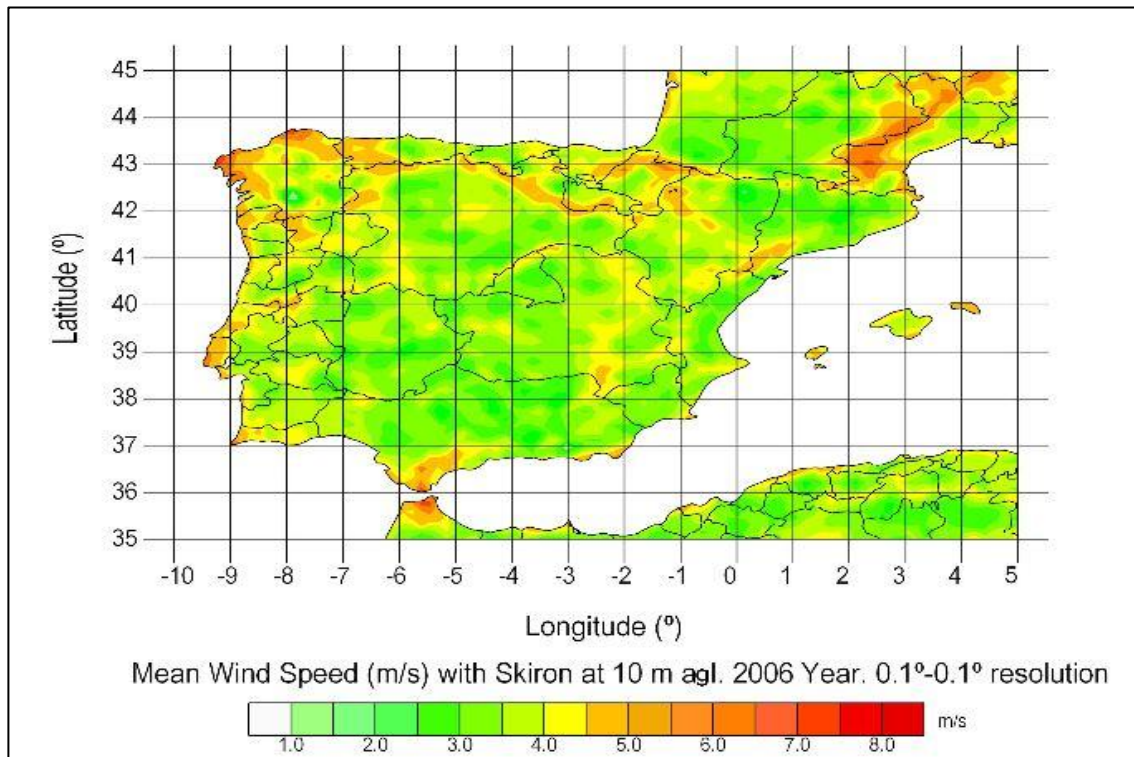 45
44
43
42
41
40
39
38
37
36
35
Latitude (º)
-10 -9 -8 -7 -6 -5 -4 -3 -2 -1 0 1 2 3 4 5
Longitude (º)
Mean Wind Speed (m/s) with Skiron at 10 m agl. 2006 Year. 0.1º-0.1º resolution
m/s
1.0 2.0 3.0 4.0 5.0 6.0 7.0 8.0